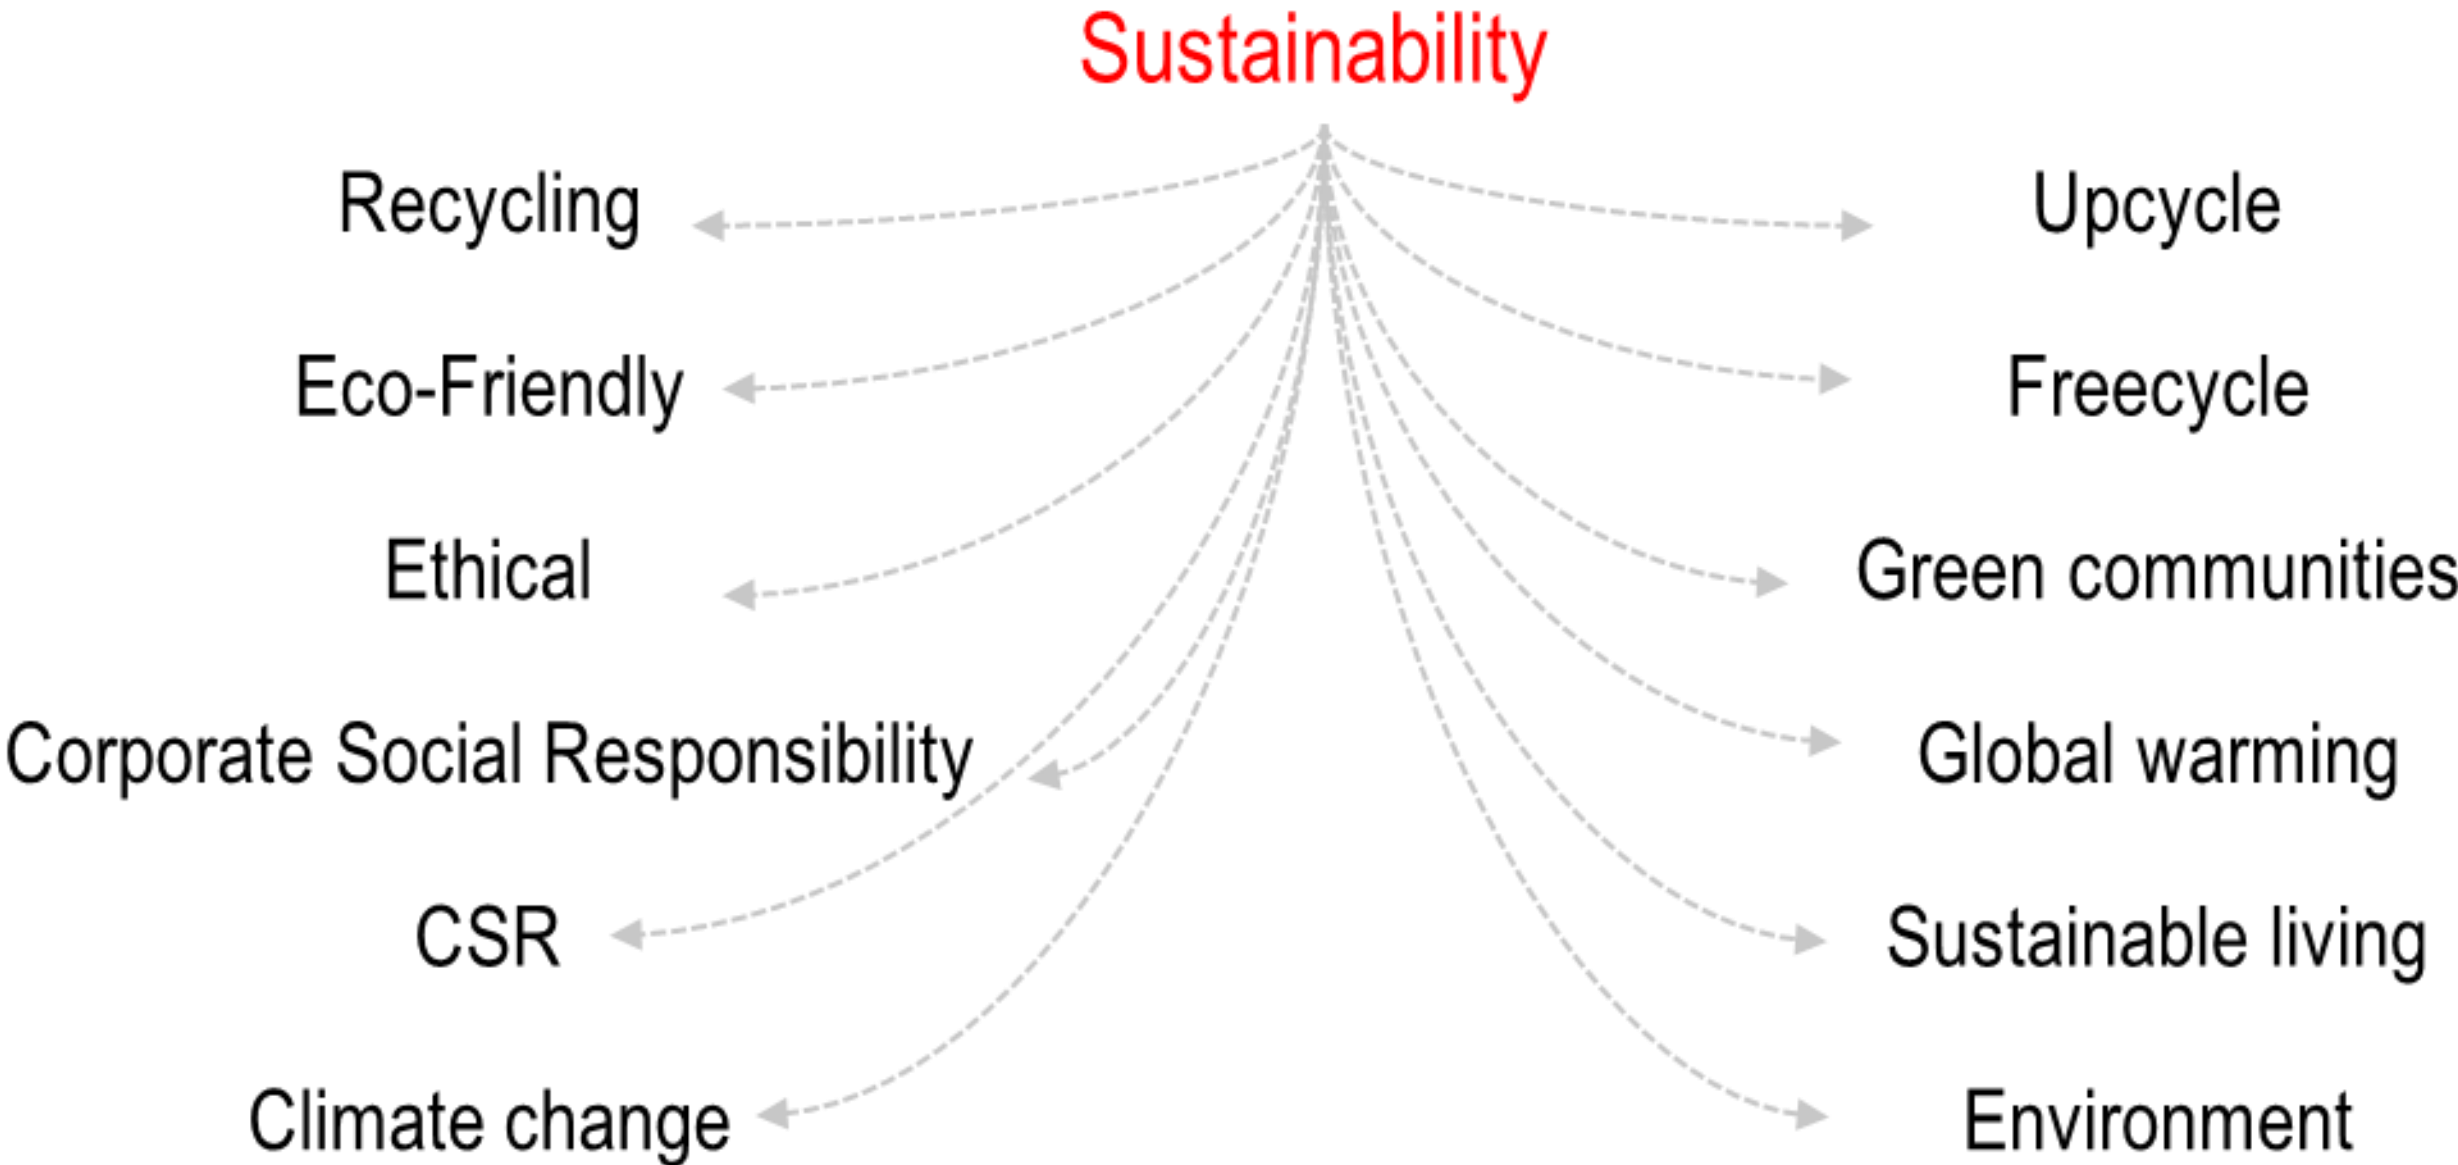 Sustainability
Recycling
Upcycle
Eco-Friendly
Freecycle
Ethical
Green communities
Corporate Social Responsibility
Global warming
CSR
Sustainable living
Climate change
Environment